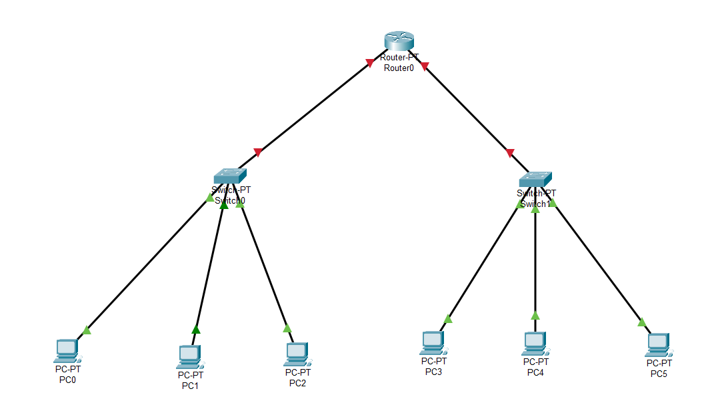 Router-PT
Router0
Switch-PT
Switch0
Switch-PT
Switch1
PC-PT
PC0
PC-PT
PC1
PC-PT
PC2
PC-PT
PC3
PC-PT
PC4
PC-PT
PC5